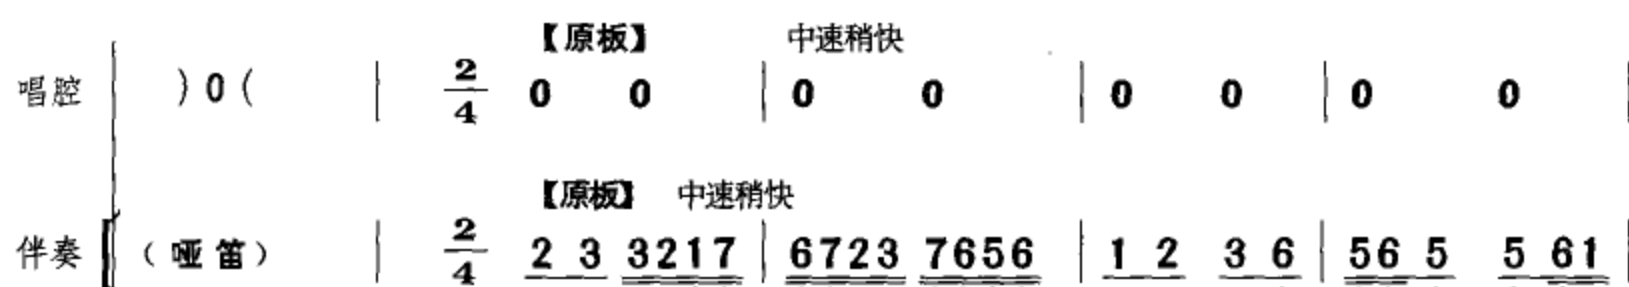 【原板】 中速稍快
唱腔 ) 0 ( | 2/4 0 0 | 0 0 | 0 0 | 0 0 |
【原板】 中速稍快
伴奏 （哑笛） | 2/4 2 3 3217 | 6723 7656 | 1 2 3 6 | 56 5 5 61 |